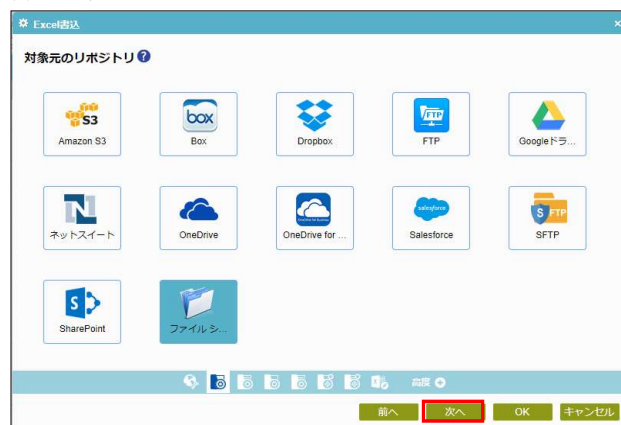 Excel書込
×
対象元のリポジトリ ?
S3
box
FTP
Amazon S3
Box
Dropbox
FTP
Googleドラ...
N
salesforce
S FTP
ネットスイート
OneDrive
OneDrive for ...
Salesforce
SFTP
S
SharePoint
ファイル シ...
高度
前へ
次へ
OK
キャンセル